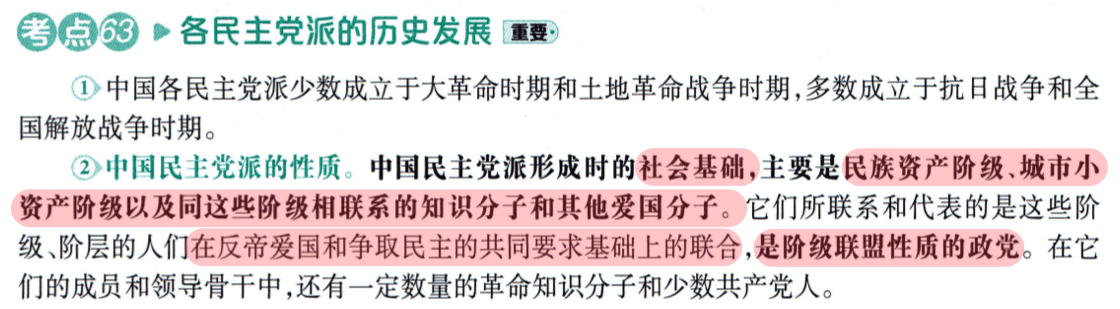 考点63 ▶ 各民主党派的历史发展 重要
①中国各民主党派少数成立于大革命时期和土地革命战争时期,多数成立于抗日战争和全
国解放战争时期。
②中国民主党派的性质。中国民主党派形成时的社会基础,主要是民族资产阶级、城市小
资产阶级以及同这些阶级相联系的知识分子和其他爱国分子。它们所联系和代表的是这些阶
级、阶层的人们在反帝爱国和争取民主的共同要求基础上的联合,是阶级联盟性质的政党。在它
们的成员和领导骨干中,还有一定数量的革命知识分子和少数共产党人。